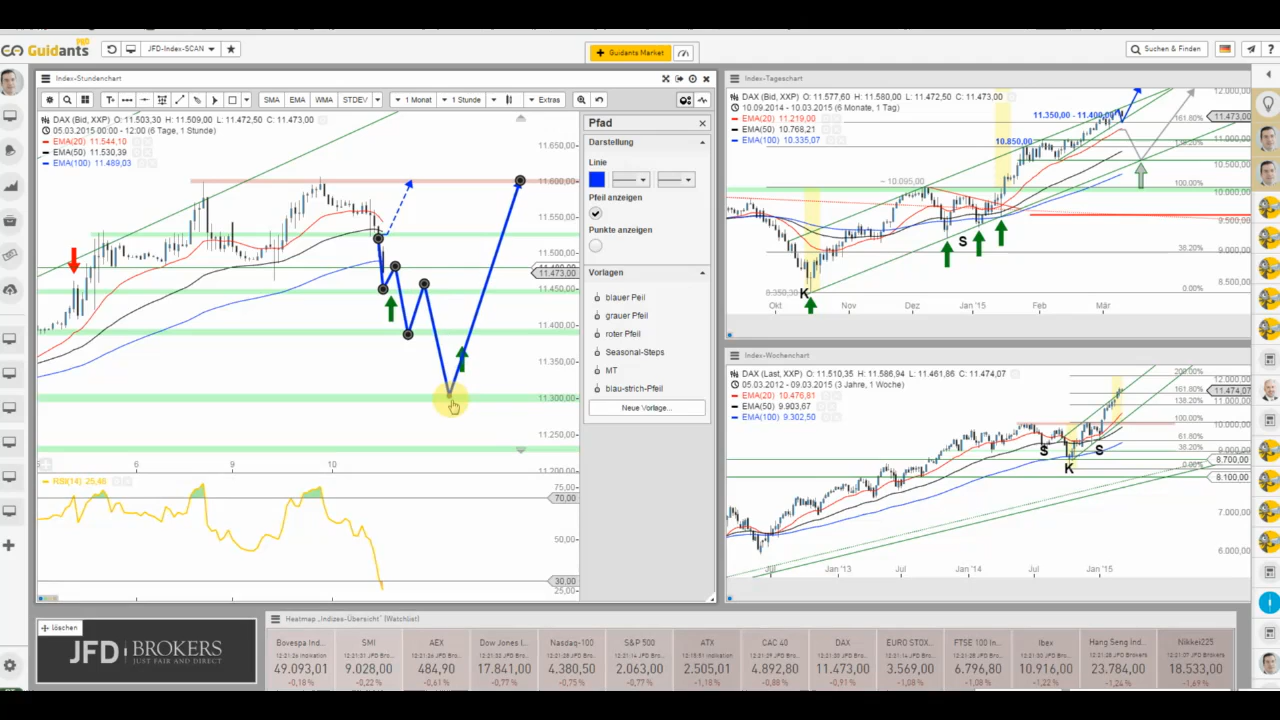 Guidants PRO
JFD-Index-SCAN
Guidants Market
Suchen & Finden
Index-Stundenchart
SMA EMA WMA STDEV 1 Monat 1 Stunde Extras
DAX (Bid, XXP) O: 11.503,30 H: 11.509,00 L: 11.472,50 C: 11.473,00
05.03.2015 00:00 - 12:00 (6 Tage, 1 Stunde)
EMA(20) 11.544,10
EMA(50) 11.530,39
EMA(100) 11.489,03
11.650,00
11.600,00
11.550,00
11.500,00
11.473,00
11.450,00
11.400,00
11.350,00
11.300,00
11.250,00
11.200,00
6 9 10
RSI(14) 25,46
75,00
70,00
50,00
30,00
25,00
Pfad
Darstellung
Linie
Pfeil anzeigen
Punkte anzeigen
Vorlagen
blauer Peil
grauer Pfeil
roter Pfeil
Seasonal-Steps
MT
blau-strich-Pfeil
Neue Vorlage...
Index-Tageschart
DAX (Bid, XXP) O: 11.577,60 H: 11.580,00 L: 11.472,50 C: 11.473,00
10.09.2014 - 10.03.2015 (6 Monate, 1 Tag)
EMA(20) 11.219,00
EMA(50) 10.768,21
EMA(100) 10.335,07
11.350,00 - 11.400,00
10.850,00
~ 10.095,00
8.350,30
K
S
12.000,00
161.80%
11.473,00
11.000,00
138.20%
10.500,00
100.00%
10.000,00
9.500,00
38.20%
9.000,00
8.500,00
0.00%
Okt Nov Dez Jan '15 Feb Mär
Index-Wochenchart
DAX (Last, XXP) O: 11.510,35 H: 11.586,94 L: 11.461,86 C: 11.474,07
05.03.2012 - 09.03.2015 (3 Jahre, 1 Woche)
EMA(20) 10.476,81
EMA(50) 9.903,67
EMA(100) 9.302,50
200.00%
12.000,00
161.80%
11.474,07
138.20%
11.000,00
100.00%
10.000,00
61.80%
9.000,00
38.20%
8.700,00
0.00%
8.100,00
7.000,00
6.000,00
S K S
Jul Jan '13 Jul Jan '14 Jul Jan '15
löschen
JFD BROKERS
JUST FAIR AND DIRECT
Heatmap „Indizes-Übersicht“ (Watchlist)
Bovespa Ind... SMI AEX Dow Jones I... Nasdaq-100 S&P 500 ATX CAC 40 DAX EURO STOX... FTSE 100 In... Ibex Hang Seng Ind... Nikkei225
49.093,01 9.028,00 484,90 17.841,00 4.380,50 2.063,00 2.505,01 4.892,80 11.473,00 3.569,00 6.796,80 10.916,00 23.784,00 18.533,00
-0,18 % -0,22 % -0,61 % -0,77 % -0,75 % -0,77 % -1,18 % -0,88 % -0,91 % -1,08 % -1,08 % -1,22 % -1,24 % -1,69 %